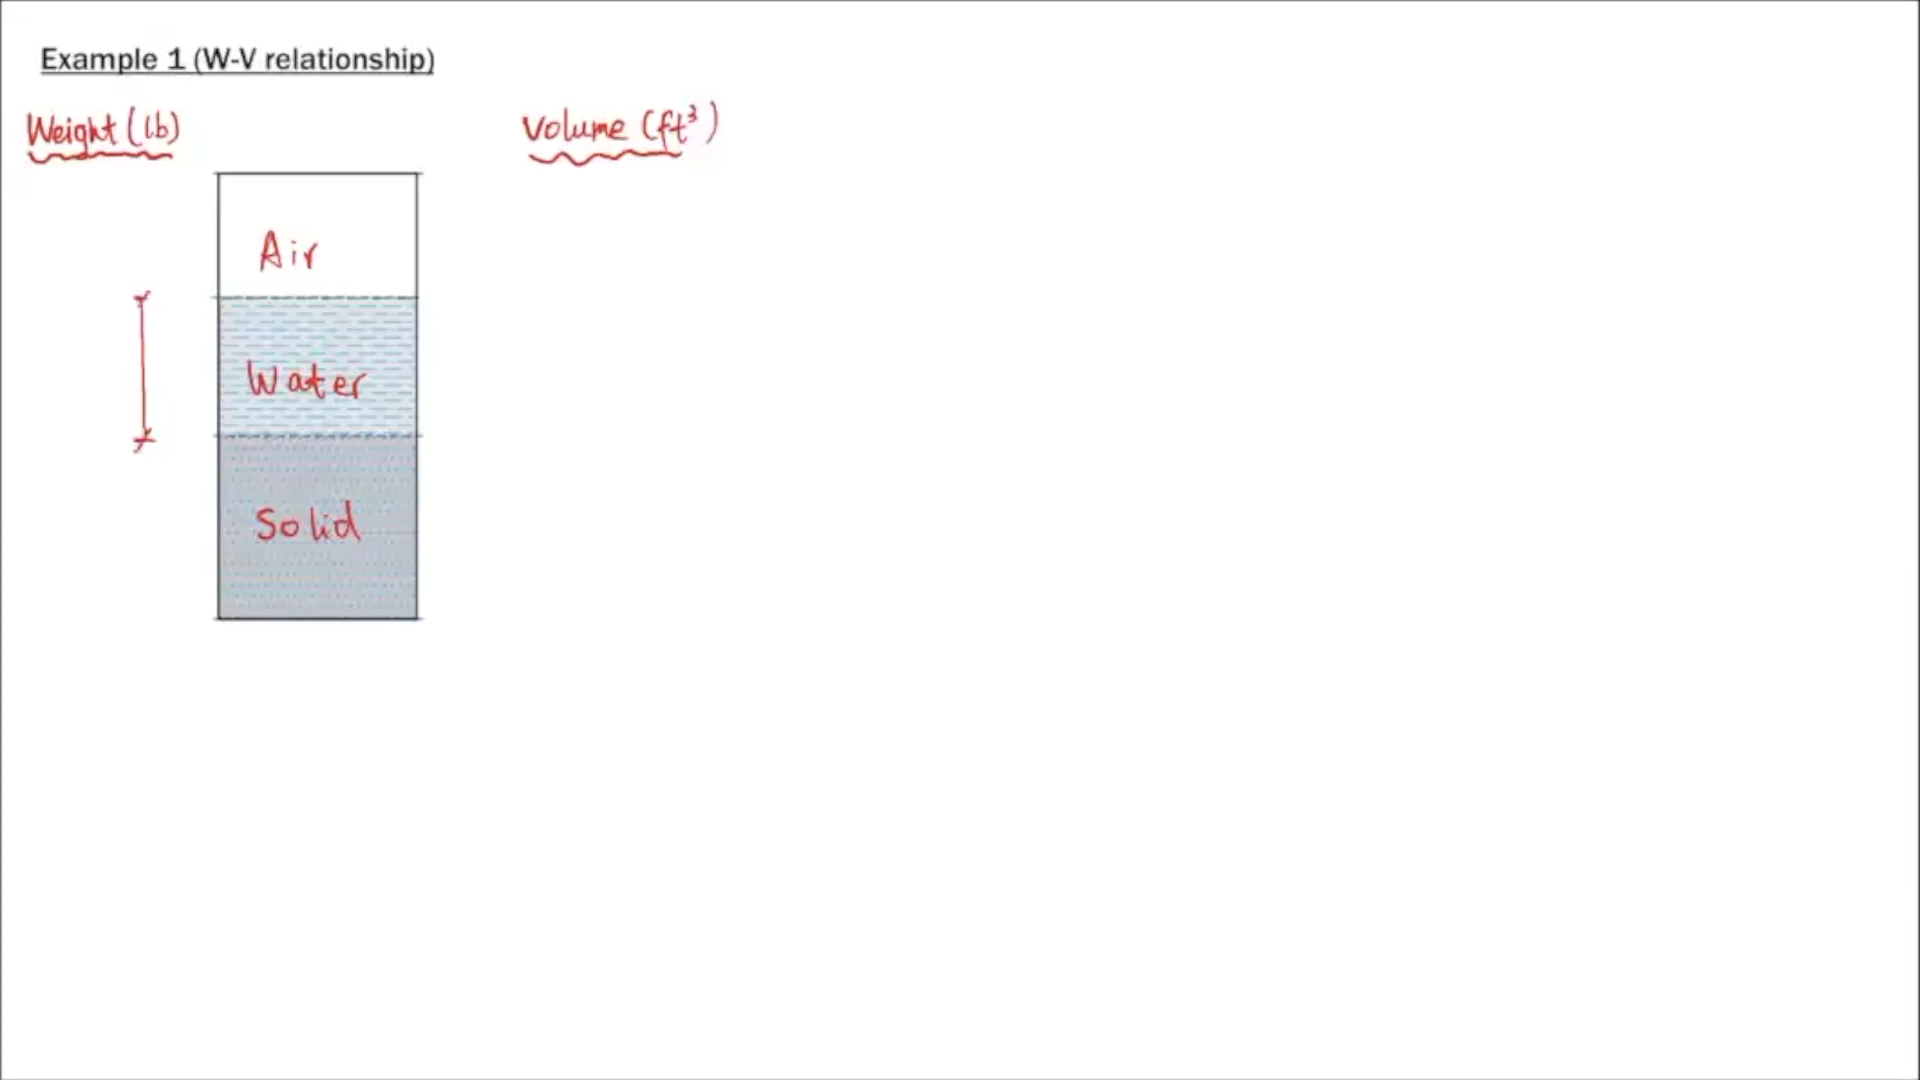 Example 1 (W-V relationship)
Weight (lb)
Volume (ft³)
Air
Water
Solid